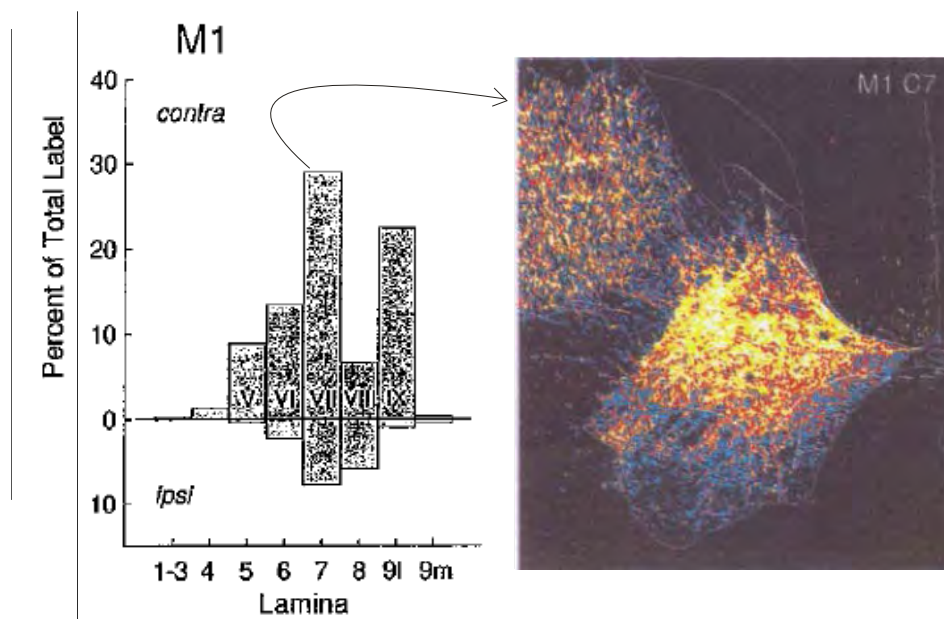 M1
Percent of Total Label
40
30
20
10
0
10
contra
ipsi
V VI VII VII IX
1-3 4 5 6 7 8 9l 9m
Lamina
M1 C7